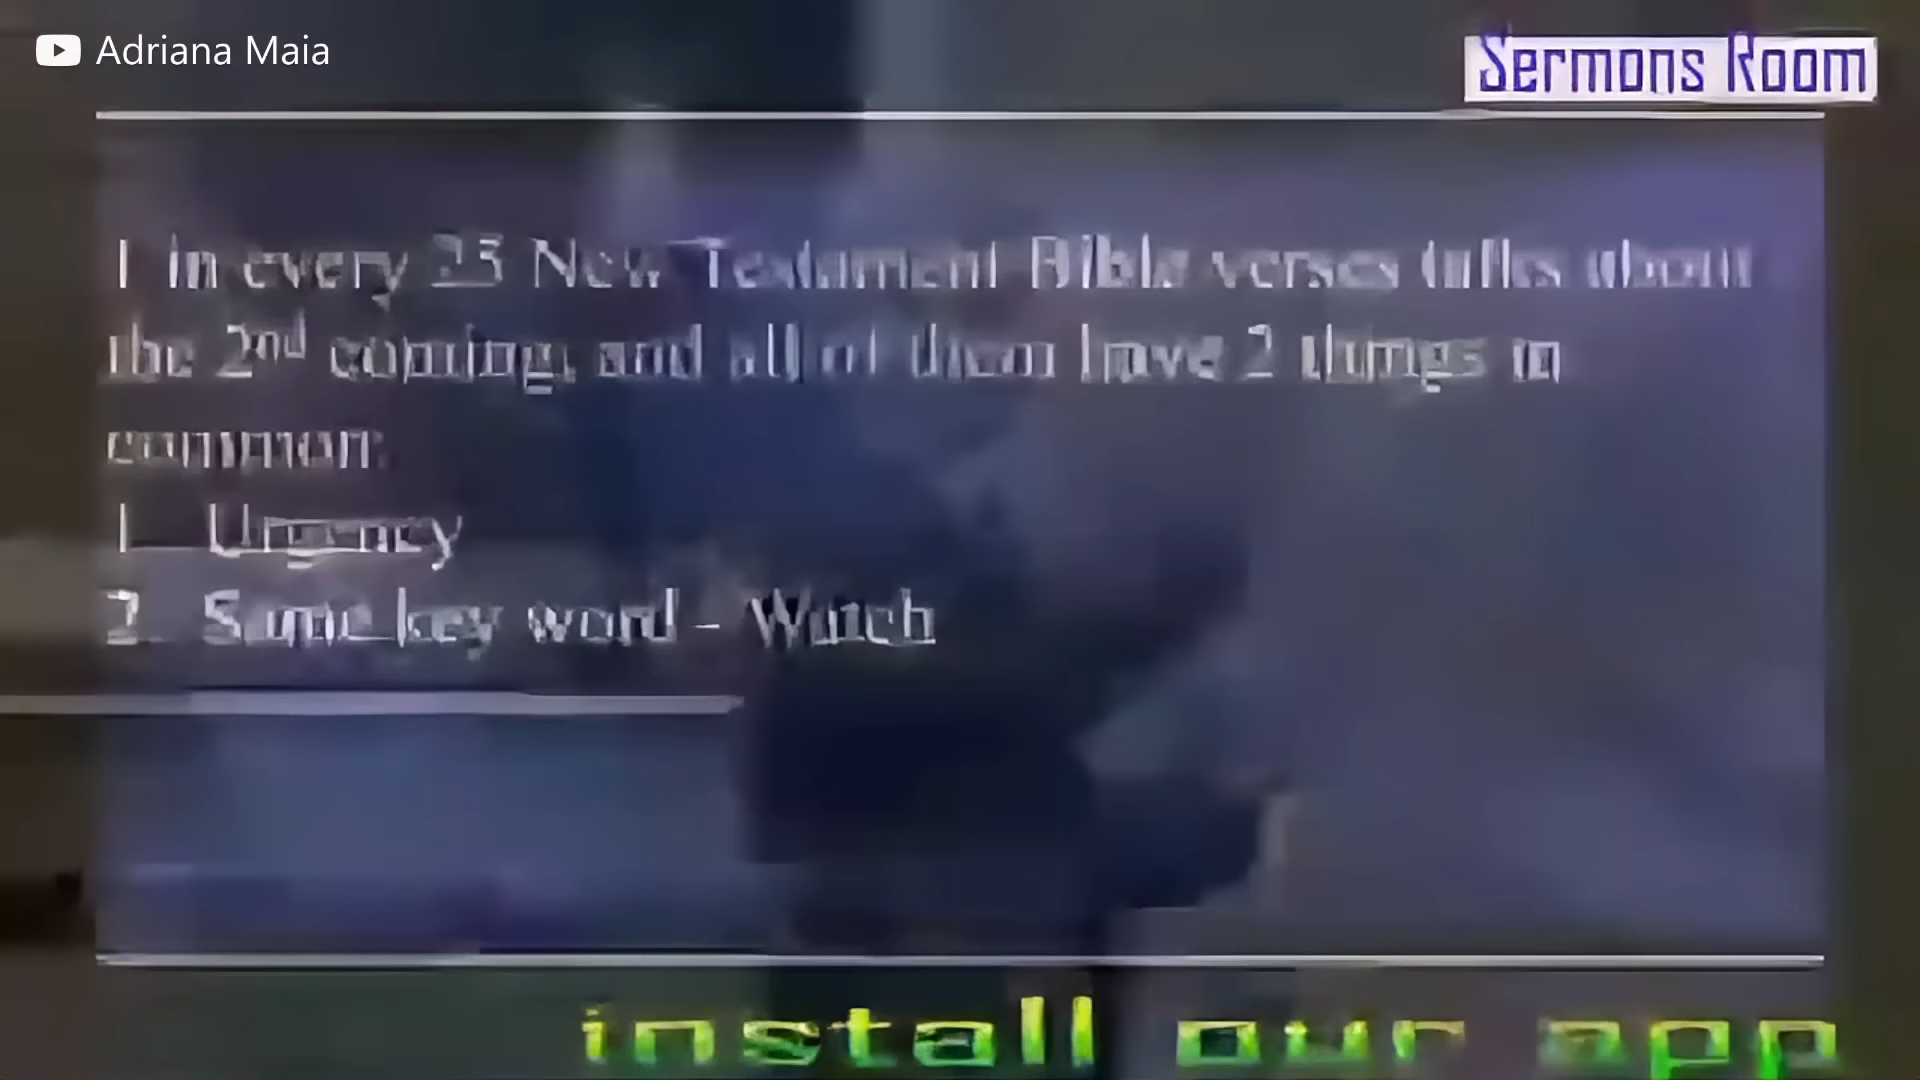 Adriana Maia
Sermons Room
1 in every 25 New Testament Bible verses talks about
the 2nd coming, and all of them have 2 things in
common:
1. Urgency
2. Same key word - Watch
install our app